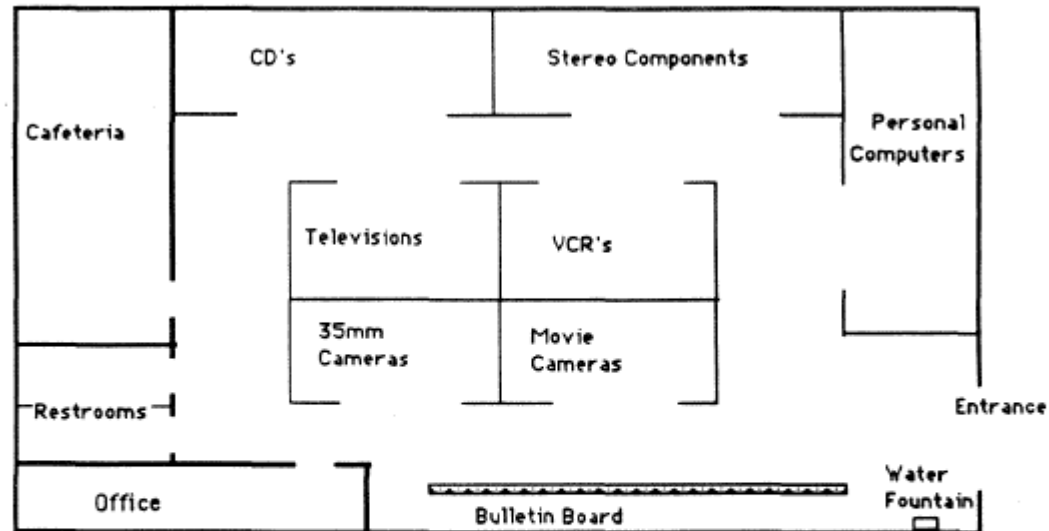 CD's
Stereo Components
Cafeteria
Personal
Computers
Televisions
VCR's
35mm
Cameras
Movie
Cameras
Restrooms
Entrance
Office
Bulletin Board
Water
Fountain